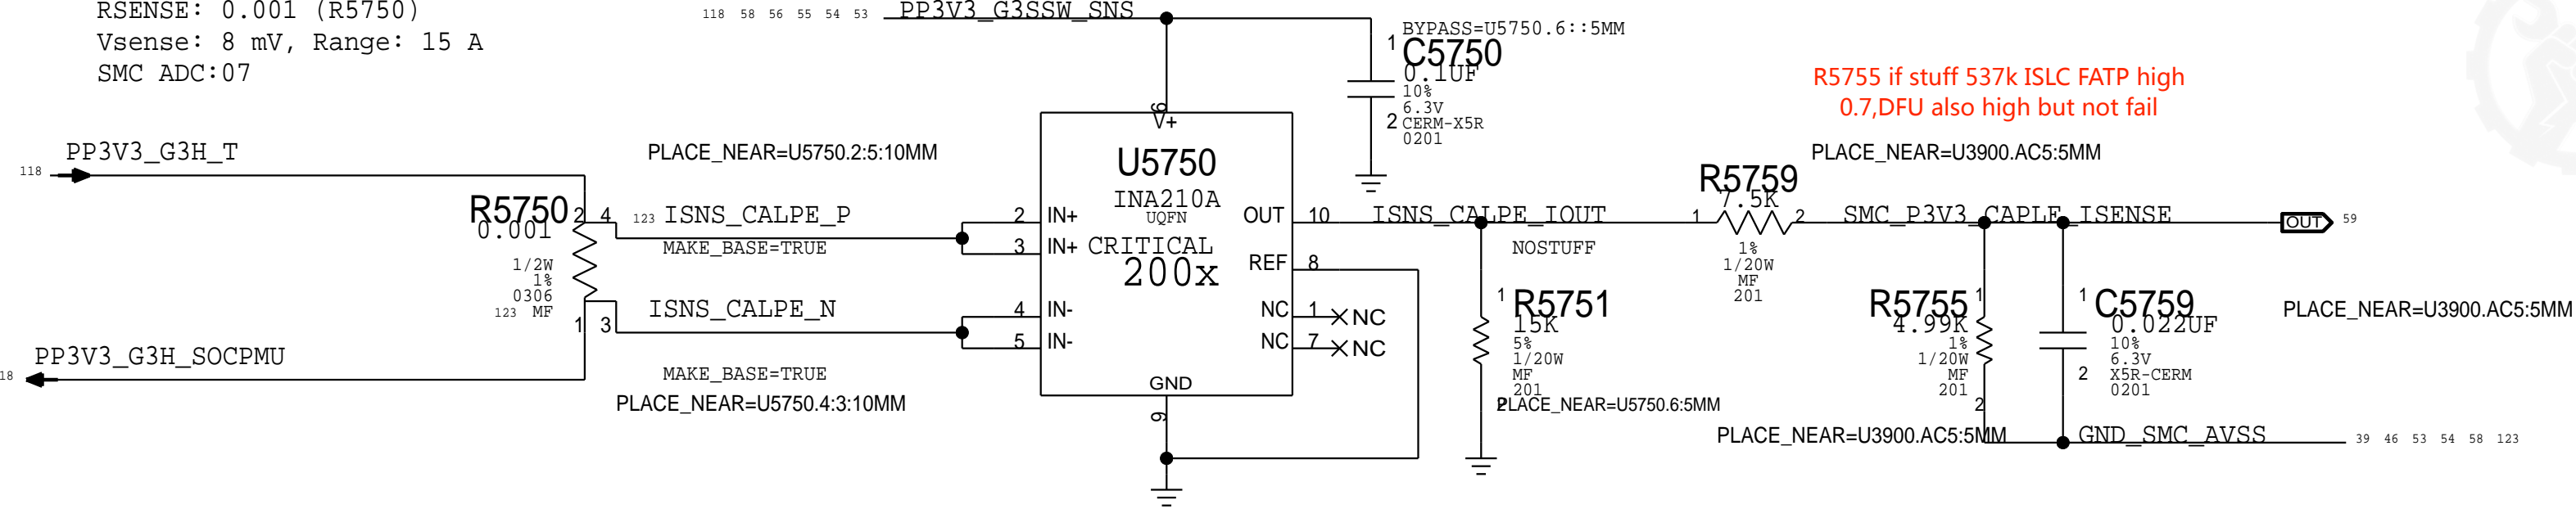 RSENSE: 0.001 (R5750)
Vsense: 8 mV, Range: 15 A
SMC ADC:07
118 58 56 55 54 53 PP3V3_G3SSW_SNS
BYPASS=U5750.6::5MM
1
C5750
0.1UF
10%
6.3V
2 CERM-X5R
0201
R5755 if stuff 537k ISLC FATP high
0.7,DFU also high but not fail
PLACE_NEAR=U3900.AC5:5MM
PP3V3_G3H_T
118
PLACE_NEAR=U5750.2:5:10MM
R5750
0.001
1/2W
1%
0306
123 MF
2 4
1 3
123 ISNS_CALPE_P
MAKE_BASE=TRUE
ISNS_CALPE_N
MAKE_BASE=TRUE
PLACE_NEAR=U5750.4:3:10MM
PP3V3_G3H_SOCPMU
18
6
V+
U5750
INA210A
UQFN
CRITICAL
200x
2 IN+
3 IN+
4 IN-
5 IN-
OUT 10
REF 8
NC 1 NC
NC 7 NC
GND
9
ISNS_CALPE_IOUT
NOSTUFF
1
R5751
15K
5%
1/20W
MF
201
2
PLACE_NEAR=U5750.6:5MM
R5759
7.5K
1 2
1%
1/20W
MF
201
SMC_P3V3_CAPLE_ISENSE
OUT 59
R5755
4.99K
1%
1/20W
MF
201
1
2
1
C5759
0.022UF
10%
6.3V
2 X5R-CERM
0201
PLACE_NEAR=U3900.AC5:5MM
PLACE_NEAR=U3900.AC5:5MM
GND_SMC_AVSS
39 46 53 54 58 123